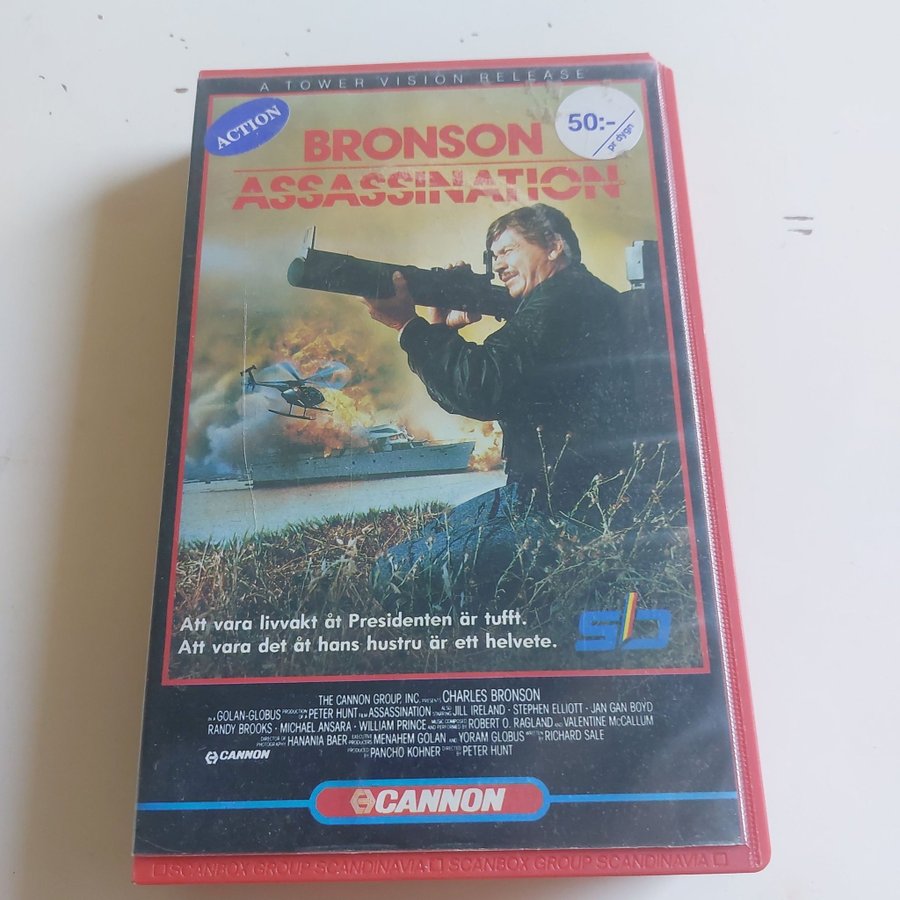 A TOWER VISION RELEASE
ACTION
50:-
pr dygn
BRONSON
ASSASSINATION
Att vara livvakt åt Presidenten är tufft.
Att vara det åt hans hustru är ett helvete.
sb
THE CANNON GROUP, INC. PRESENTS CHARLES BRONSON
IN A GOLAN-GLOBUS PRODUCTION OF A PETER HUNT FILM ASSASSINATION ALSO STARRING JILL IRELAND · STEPHEN ELLIOTT · JAN GAN BOYD
RANDY BROOKS · MICHAEL ANSARA · WILLIAM PRINCE MUSIC COMPOSED AND PERFORMED BY ROBERT O. RAGLAND AND VALENTINE McCALLUM
DIRECTOR OF PHOTOGRAPHY HANANIA BAER EXECUTIVE PRODUCERS MENAHEM GOLAN AND YORAM GLOBUS WRITTEN BY RICHARD SALE
CANNON PRODUCED BY PANCHO KOHNER DIRECTED BY PETER HUNT
CANNON
SCANBOX GROUP SCANDINAVIA SCANBOX GROUP SCANDINAVIA